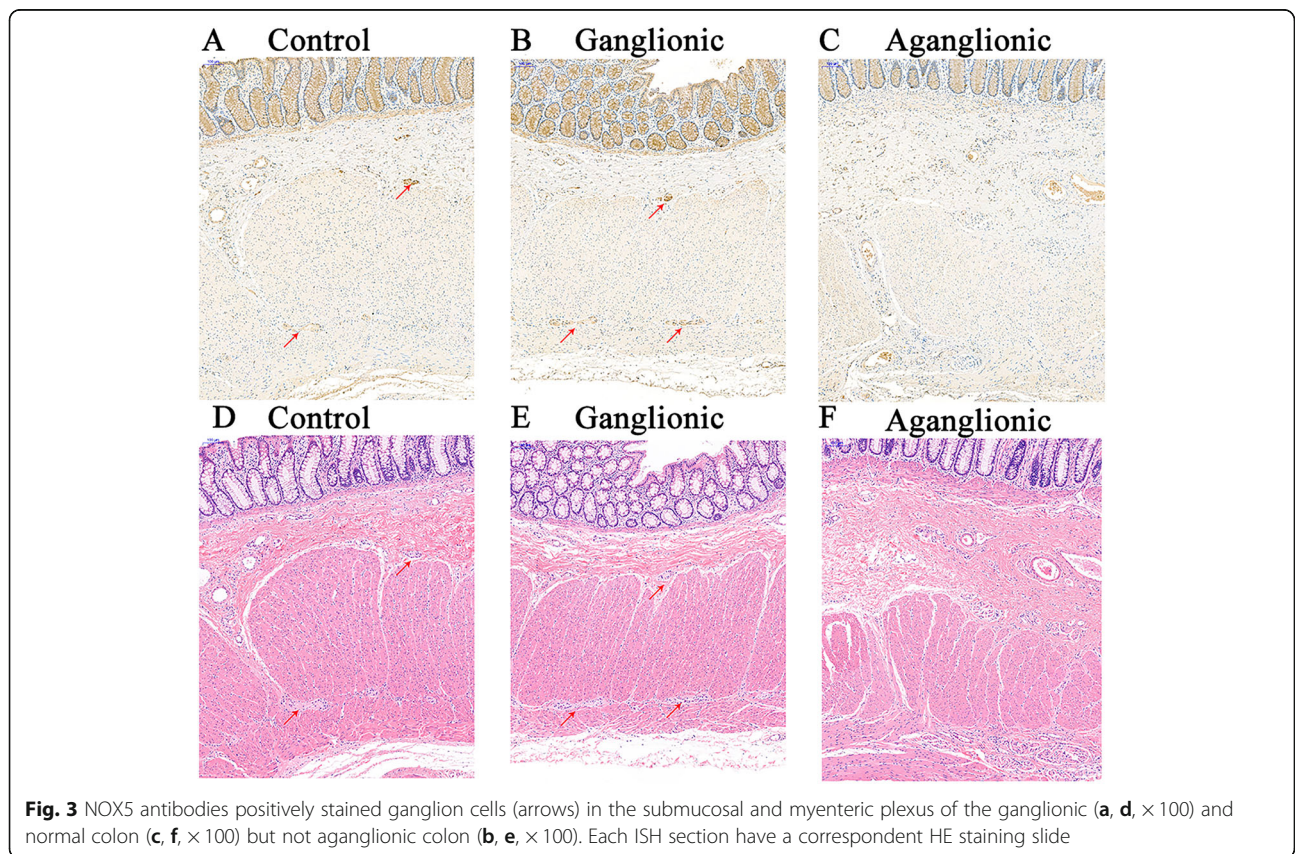 A Control
B Ganglionic
C Aganglionic
D Control
E Ganglionic
F Aganglionic
Fig. 3 NOX5 antibodies positively stained ganglion cells (arrows) in the submucosal and myenteric plexus of the ganglionic (a, d, × 100) and
normal colon (c, f, × 100) but not aganglionic colon (b, e, × 100). Each ISH section have a correspondent HE staining slide